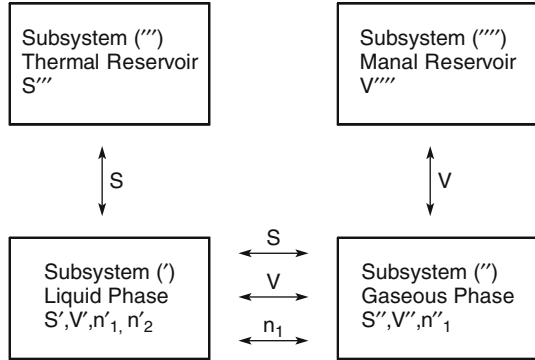 Subsystem (''')
Thermal Reservoir
S'''
Subsystem ('''')
Manal Reservoir
V''''
S
V
Subsystem (')
Liquid Phase
S',V',n'1, n'2
S
V
n1
Subsystem ('')
Gaseous Phase
S'',V'',n''1